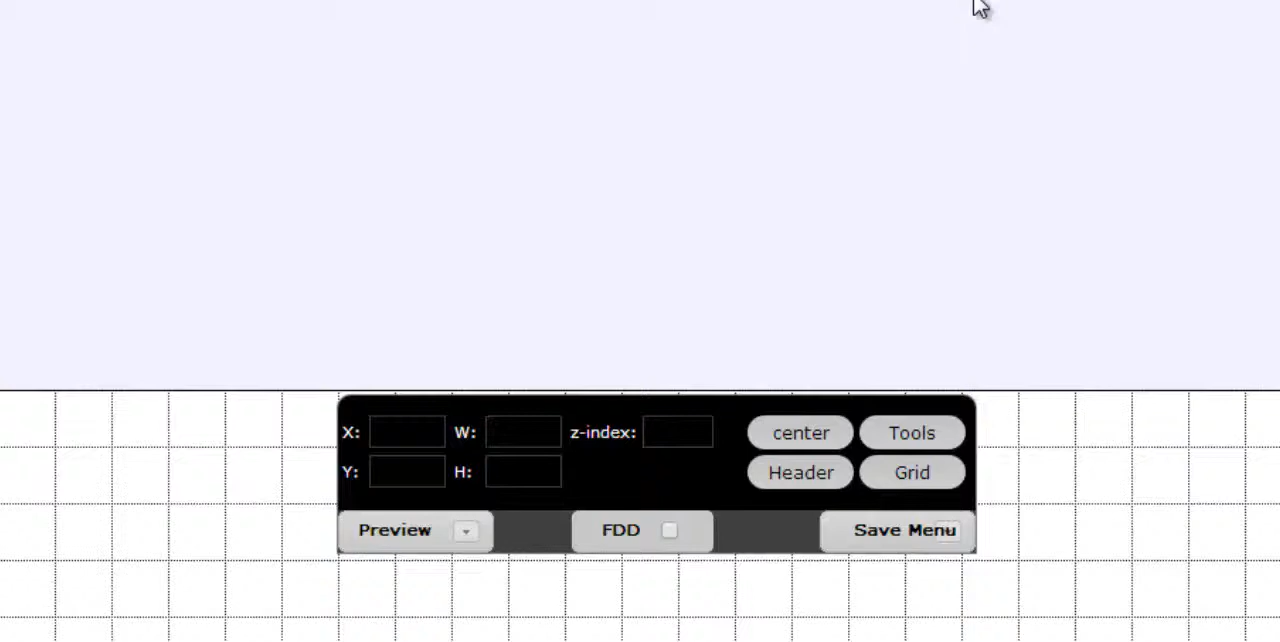 X: W: z-index: center Tools
Y: H: Header Grid
Preview FDD Save Menu